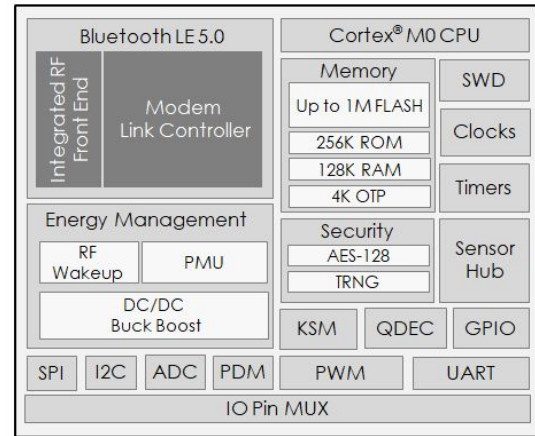 Bluetooth LE 5.0
Integrated RF
Front End
Modem
Link Controller
Energy Management
RF
Wakeup
PMU
DC/DC
Buck Boost
Cortex® M0 CPU
Memory
Up to 1M FLASH
256K ROM
128K RAM
4K OTP
Security
AES-128
TRNG
SWD
Clocks
Timers
Sensor
Hub
KSM
QDEC
GPIO
SPI
I2C
ADC
PDM
PWM
UART
IO Pin MUX